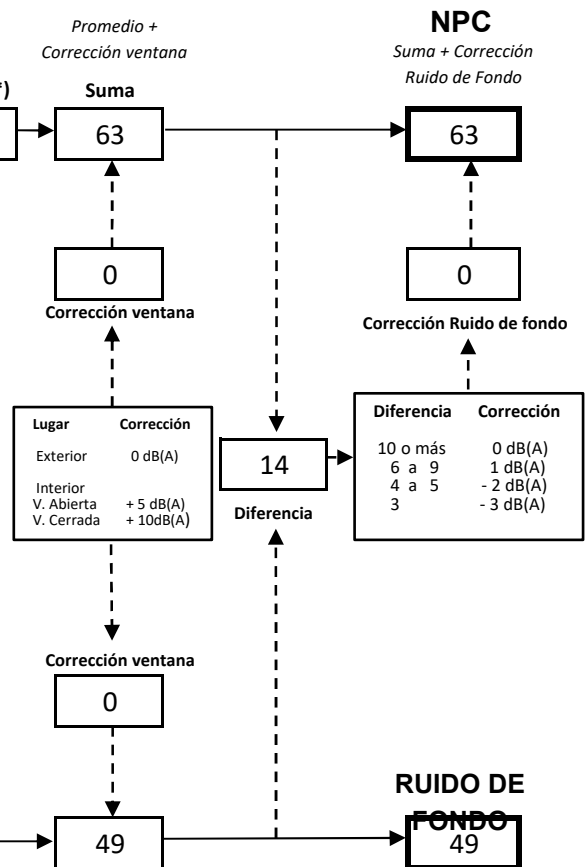 Promedio +
Corrección ventana
NPC
Suma + Corrección
Ruido de Fondo
*)
Suma
63
63
0
0
Corrección ventana
Corrección Ruido de fondo
Lugar Corrección
Exterior 0 dB(A)
Interior
V. Abierta + 5 dB(A)
V. Cerrada + 10dB(A)
14
Diferencia
Diferencia Corrección
10 o más 0 dB(A)
6 a 9 1 dB(A)
4 a 5 - 2 dB(A)
3 - 3 dB(A)
Corrección ventana
0
RUIDO DE
FONDO
49
49